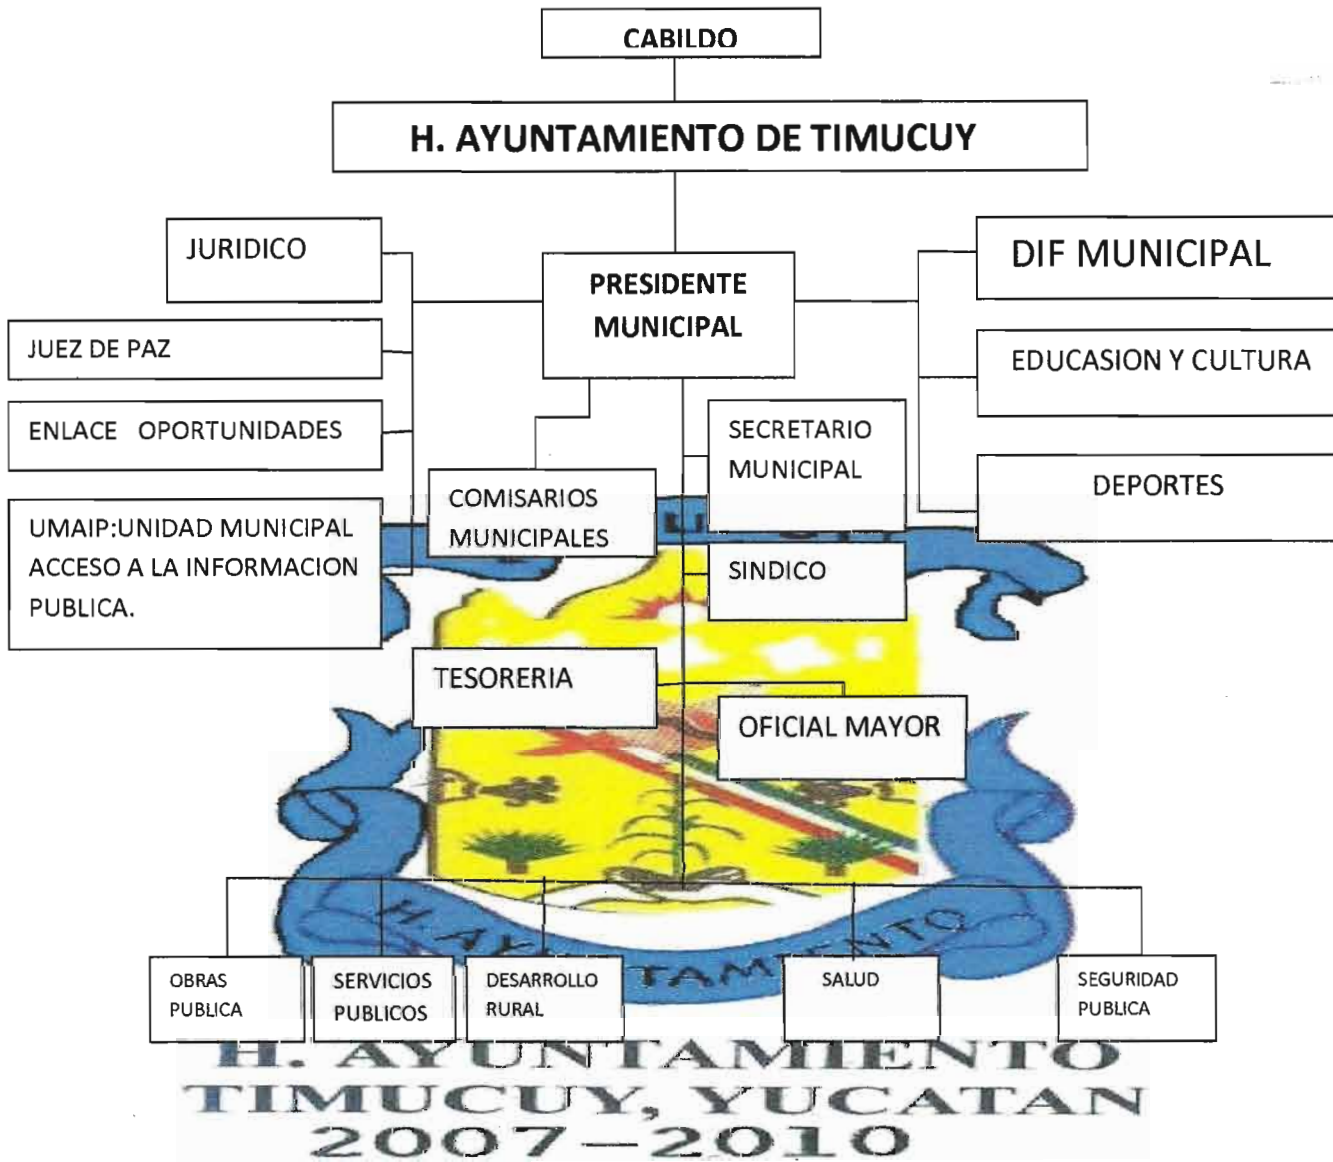 CABILDO
H. AYUNTAMIENTO DE TIMUCUY
JURIDICO
PRESIDENTE
MUNICIPAL
DIF MUNICIPAL
JUEZ DE PAZ
EDUCASION Y CULTURA
ENLACE OPORTUNIDADES
SECRETARIO
MUNICIPAL
DEPORTES
COMISARIOS
MUNICIPALES
UMAIP:UNIDAD MUNICIPAL
ACCESO A LA INFORMACION
PUBLICA.
SINDICO
TESORERIA
OFICIAL MAYOR
H. AYUNTAMIENTO
OBRAS
PUBLICA
SERVICIOS
PUBLICOS
DESARROLLO
RURAL
SALUD
SEGURIDAD
PUBLICA
H. AYUNTAMIENTO
TIMUCUY, YUCATAN
2007-2010